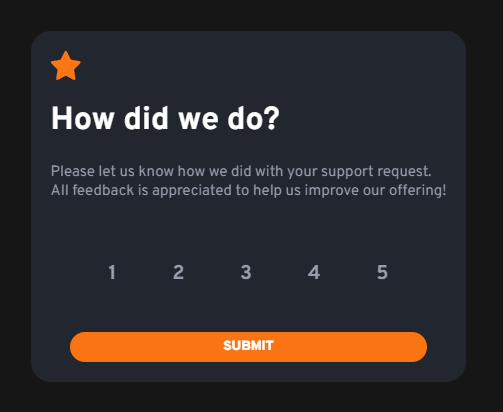 How did we do?
Please let us know how we did with your support request.
All feedback is appreciated to help us improve our offering!
1 2 3 4 5
SUBMIT